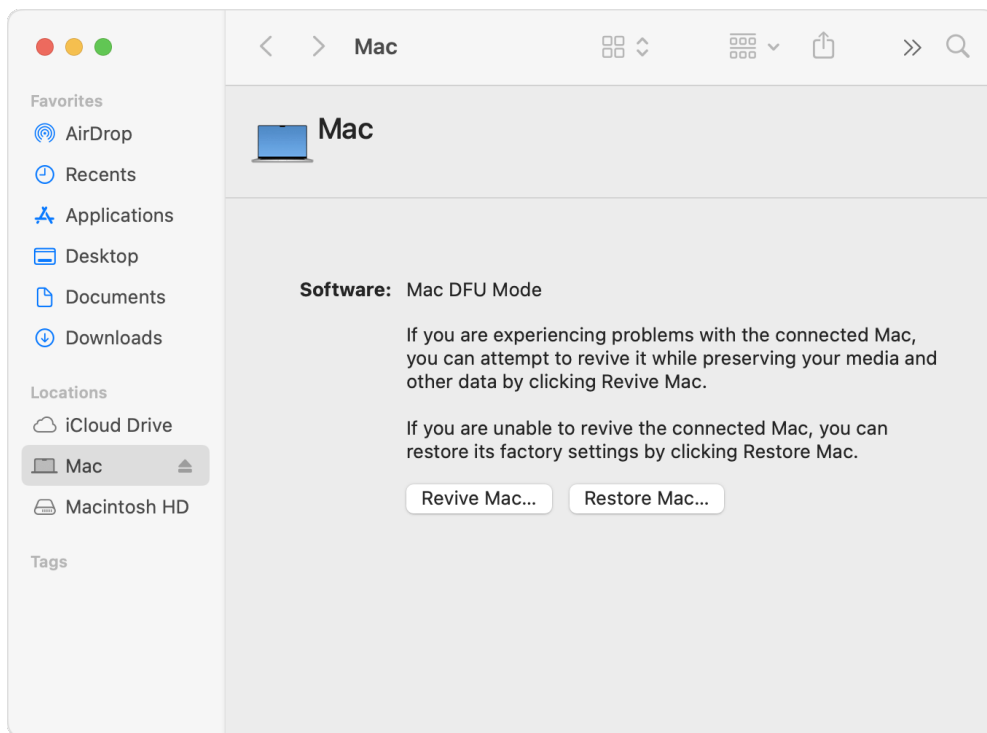 Mac
Favorites
AirDrop
Recents
Applications
Desktop
Documents
Downloads
Locations
iCloud Drive
Mac
Macintosh HD
Tags
Mac
Software: Mac DFU Mode
If you are experiencing problems with the connected Mac,
you can attempt to revive it while preserving your media and
other data by clicking Revive Mac.
If you are unable to revive the connected Mac, you can
restore its factory settings by clicking Restore Mac.
Revive Mac... Restore Mac...